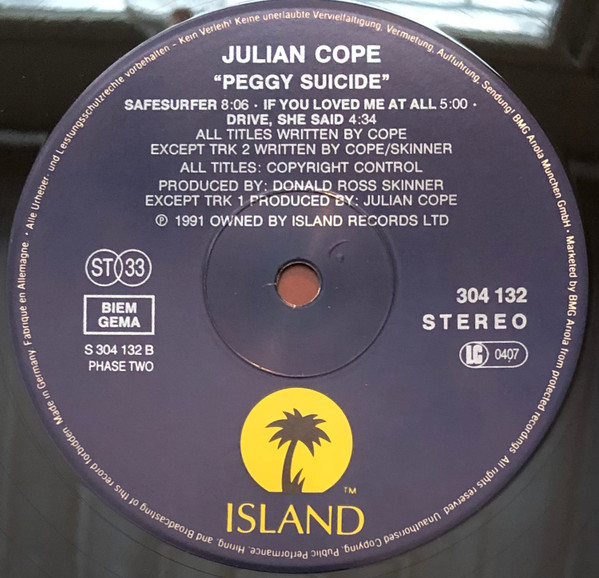 JULIAN COPE
“PEGGY SUICIDE”
SAFESURFER 8:06 · IF YOU LOVED ME AT ALL 5:00 ·
DRIVE, SHE SAID 4:34
ALL TITLES WRITTEN BY COPE
EXCEPT TRK 2 WRITTEN BY COPE/SKINNER
ALL TITLES: COPYRIGHT CONTROL
PRODUCED BY: DONALD ROSS SKINNER
EXCEPT TRK 1 PRODUCED BY: JULIAN COPE
℗ 1991 OWNED BY ISLAND RECORDS LTD
ST 33
BIEM
GEMA
S 304 132 B
PHASE TWO
304 132
STEREO
LC 0407
TM
ISLAND
Made in Germany Fabrique en Allemagne · Alle Urheber- und Leistungsschutzrechte vorbehalten – Kein Verleih! Keine unerlaubte Vervielfältigung, Vermietung, Aufführung, Sendung! BMG Ariola München GmbH · Marketed by BMG Ariola from protected recordings. All rights reserved. Unauthorised Copying, Public Performance, Hiring, and Broadcasting of this record forbidden